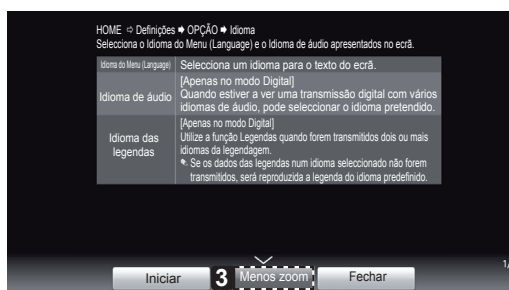 HOME ⇨ Definições ➡ OPÇÃO ➡ Idioma
Selecciona o Idioma do Menu (Language) e o Idioma de áudio apresentados no ecrã.
Idioma do Menu (Language) Selecciona um idioma para o texto do ecrã.
Idioma de áudio
[Apenas no modo Digital]
Quando estiver a ver uma transmissão digital com vários
idiomas de áudio, pode seleccionar o idioma pretendido.
Idioma das
legendas
[Apenas no modo Digital]
Utilize a função Legendas quando forem transmitidos dois ou mais
idiomas da legendagem.
Se os dados das legendas num idioma seleccionado não forem
transmitidos, será reproduzida a legenda do idioma predefinido.
Iniciar 3 Menos zoom Fechar
1/